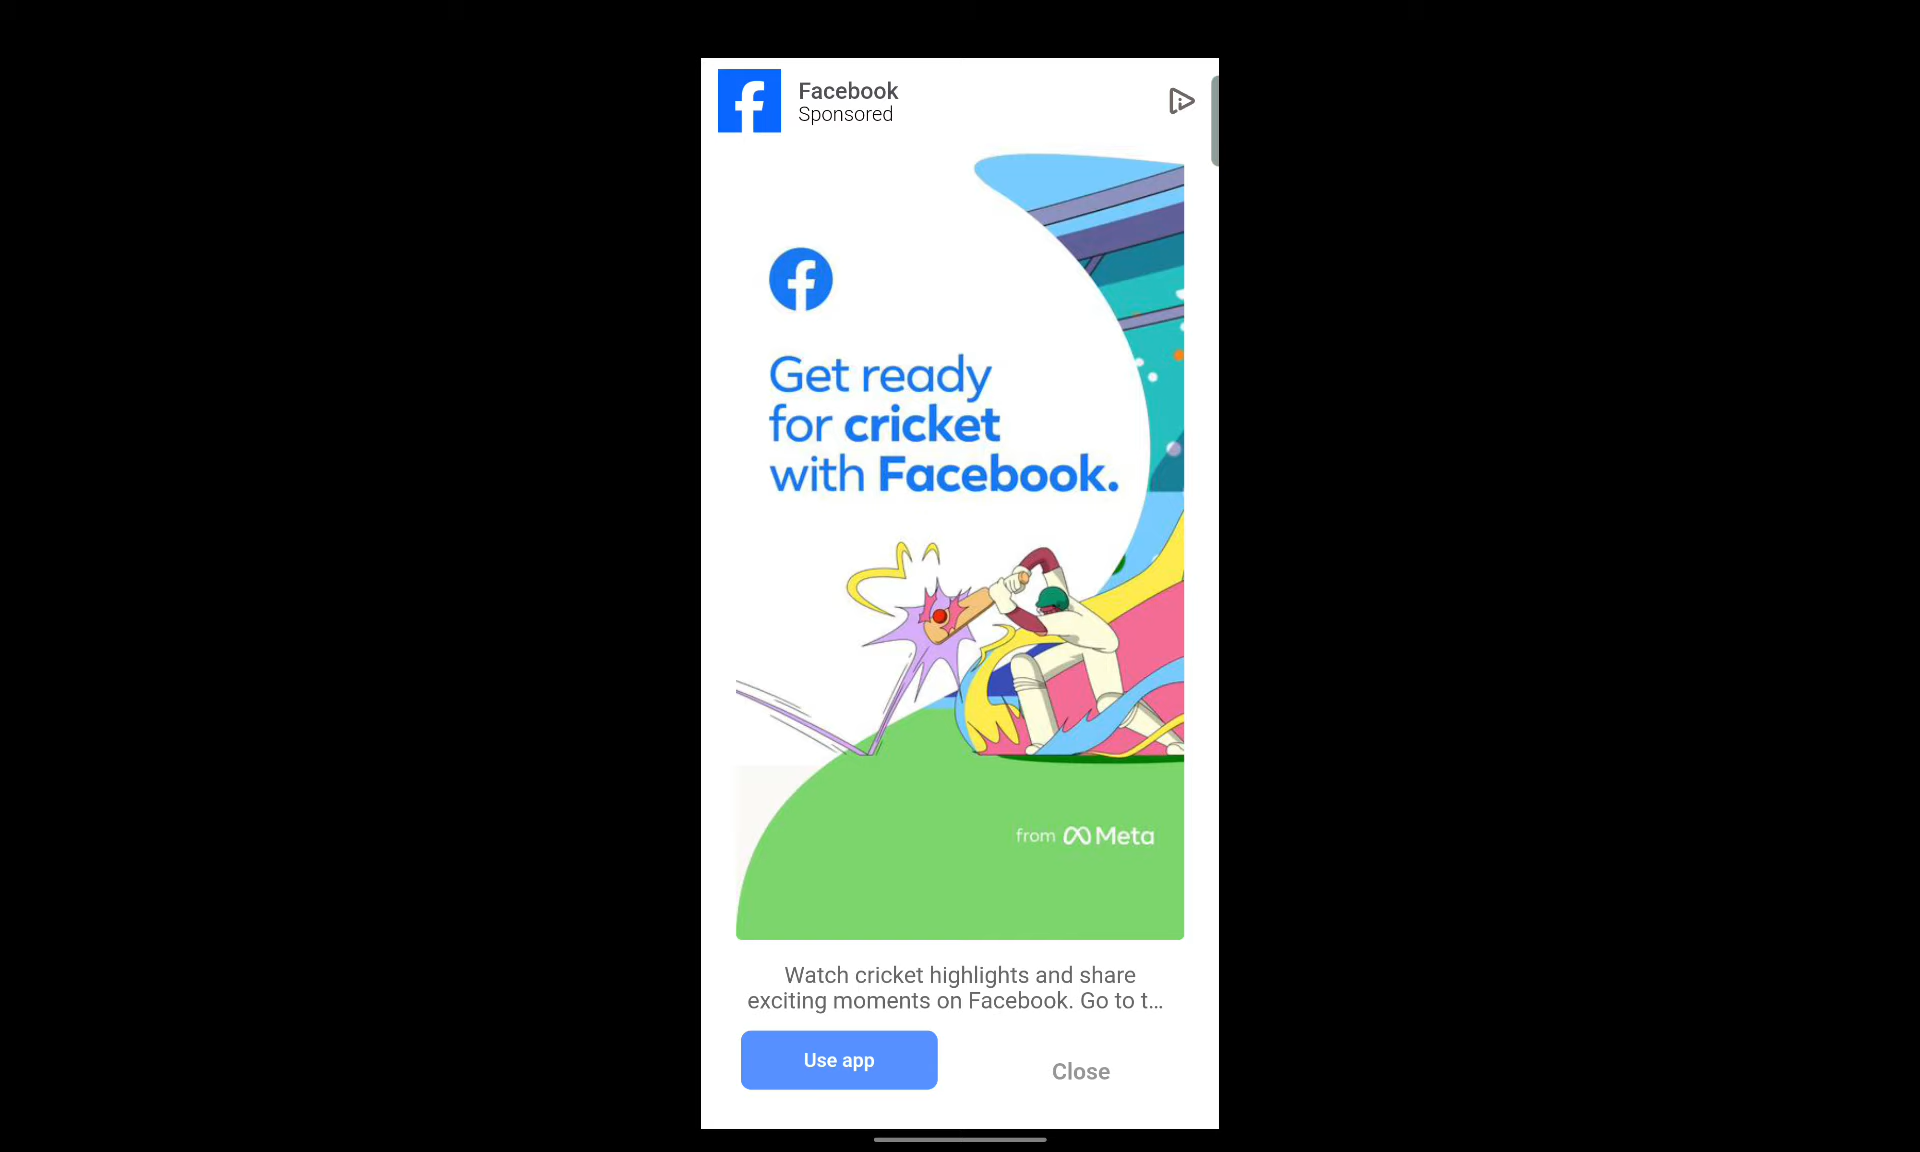 Facebook
Sponsored
Get ready
for cricket
with Facebook.
from Meta
Watch cricket highlights and share
exciting moments on Facebook. Go to t...
Use app
Close